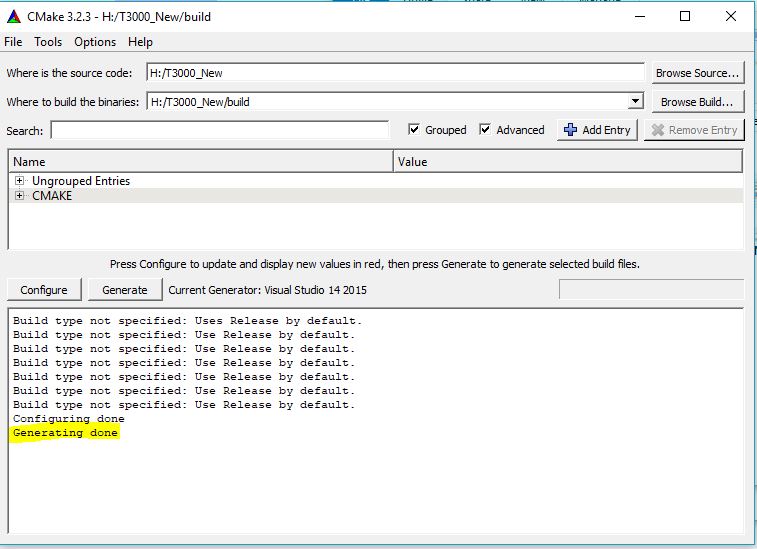 CMake 3.2.3 - H:/T3000_New/build
File Tools Options Help
Where is the source code: H:/T3000_New Browse Source...
Where to build the binaries: H:/T3000_New/build Browse Build...
Search: Grouped Advanced Add Entry Remove Entry
Name Value
Ungrouped Entries
CMAKE
Press Configure to update and display new values in red, then press Generate to generate selected build files.
Configure Generate Current Generator: Visual Studio 14 2015
Build type not specified: Uses Release by default.
Build type not specified: Use Release by default.
Build type not specified: Use Release by default.
Build type not specified: Use Release by default.
Build type not specified: Use Release by default.
Build type not specified: Use Release by default.
Build type not specified: Use Release by default.
Configuring done
Generating done